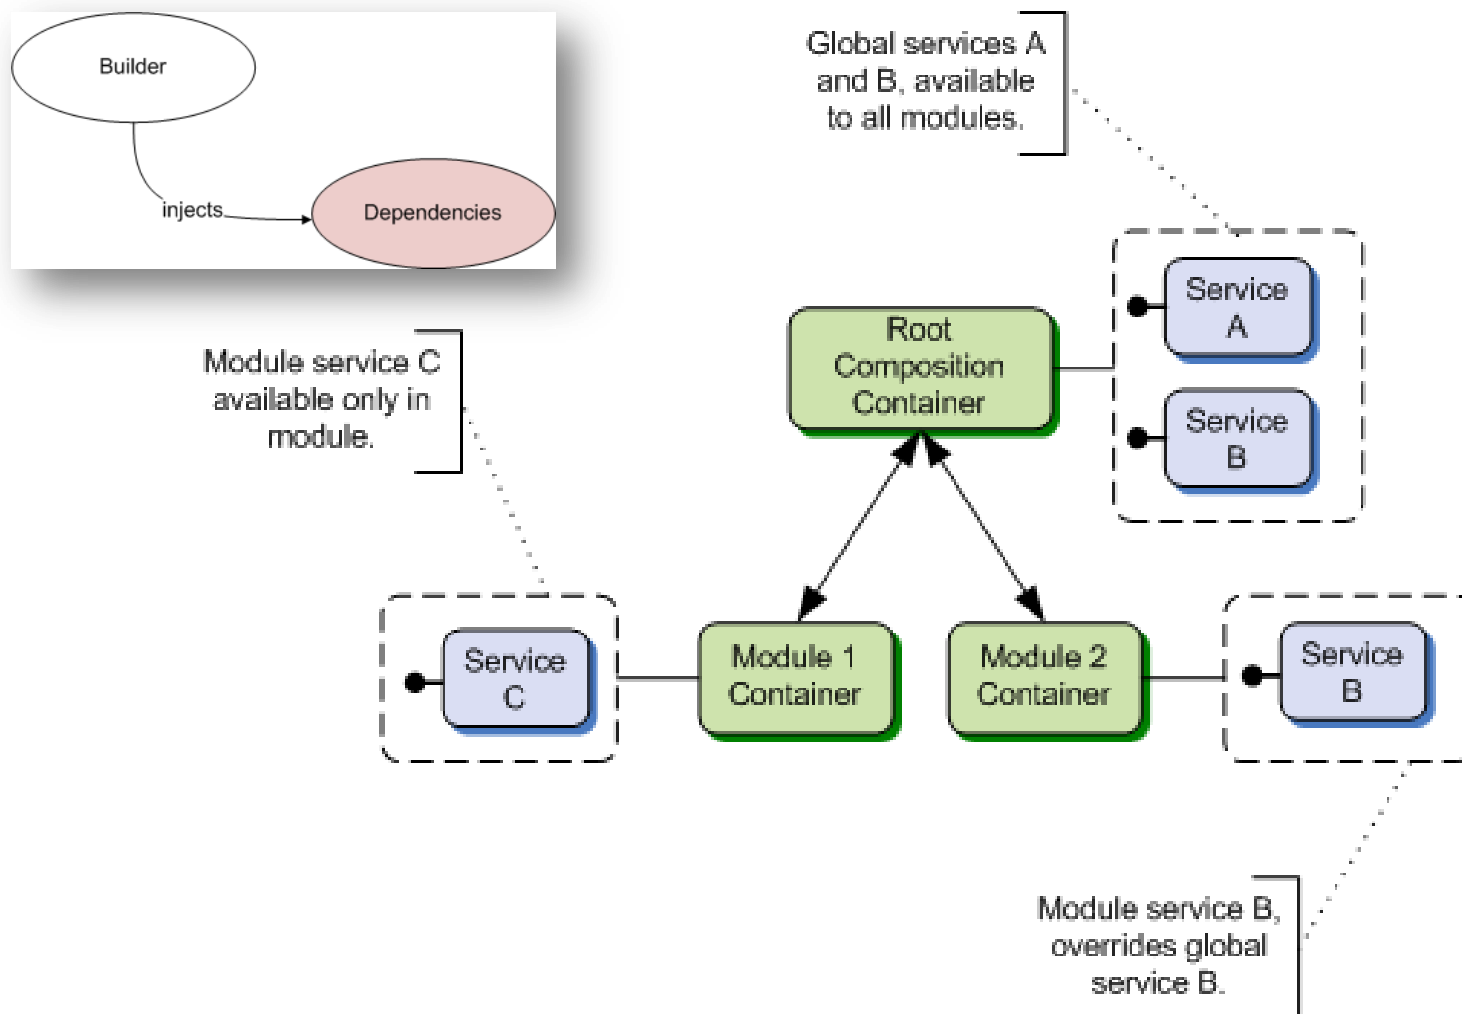 Builder
injects
Dependencies
Global services A
and B, available
to all modules.
Service
A
Root
Composition
Container
Service
B
Module service C
available only in
module.
Service
C
Module 1
Container
Module 2
Container
Service
B
Module service B,
overrides global
service B.